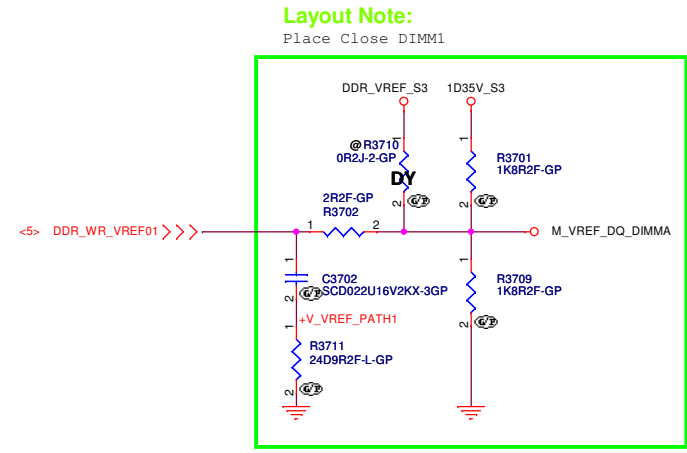 Layout Note:
Place Close DIMM1
DDR_VREF_S3
1D35V_S3
1
@R3710
0R2J-2-GP
DY
2
G/P
1
R3701
1K8R2F-GP
2
G/P
2R2F-GP
R3702
1
2
<5> DDR_WR_VREF01
M_VREF_DQ_DIMMA
1
C3702
SCD022U16V2KX-3GP
2
G/P
+V_VREF_PATH1
1
R3711
24D9R2F-L-GP
2
G/P
1
R3709
1K8R2F-GP
2
G/P